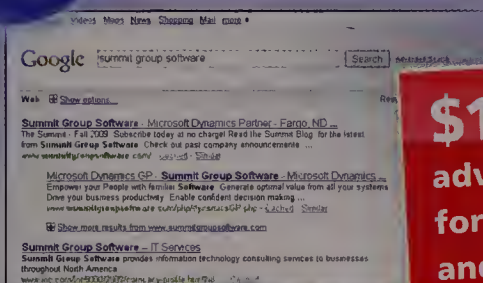 Videos Maps News Shopping Mail more
Google summit group software Search
Web Show options...
Summit Group Software - Microsoft Dynamics Partner - Fargo, ND ...
The Summit - Fall 2009 Subscribe today at no charge! Read the Summit Blog for the latest
from Summit Group Software Check out past company announcements ...
Cached - Similar
Microsoft Dynamics GP - Summit Group Software - Microsoft Dynamics ...
Empower your People with familiar Software Generate optimal value from all your systems
Drive your business productivity Enable confident decision making ...
Cached Similar
Show more results from www.summitgroupsoftware.com
Summit Group Software – IT Services
Summit Group Software provides information technology consulting services to businesses
throughout North America
$1
adv
for
and